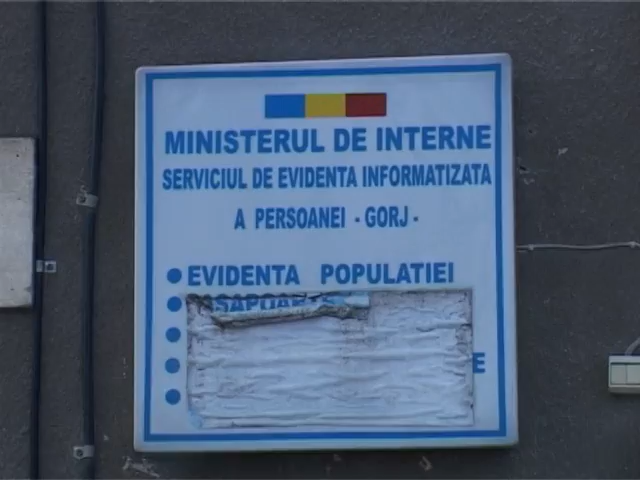 MINISTERUL DE INTERNE
SERVICIUL DE EVIDENTA INFORMATIZATA
A PERSOANEI - GORJ -
EVIDENTA POPULATIEI